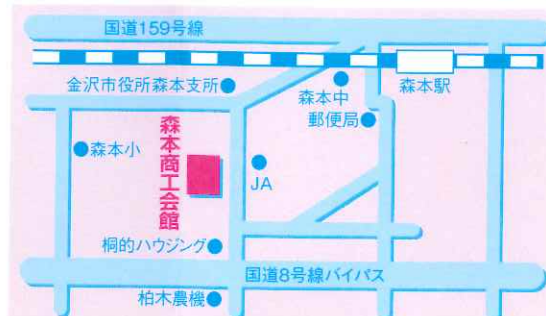 国道159号線
金沢市役所森本支所
森本中
森本駅
郵便局
森本小
森本商工会館
JA
桐的ハウジング
国道8号線バイパス
柏木農機